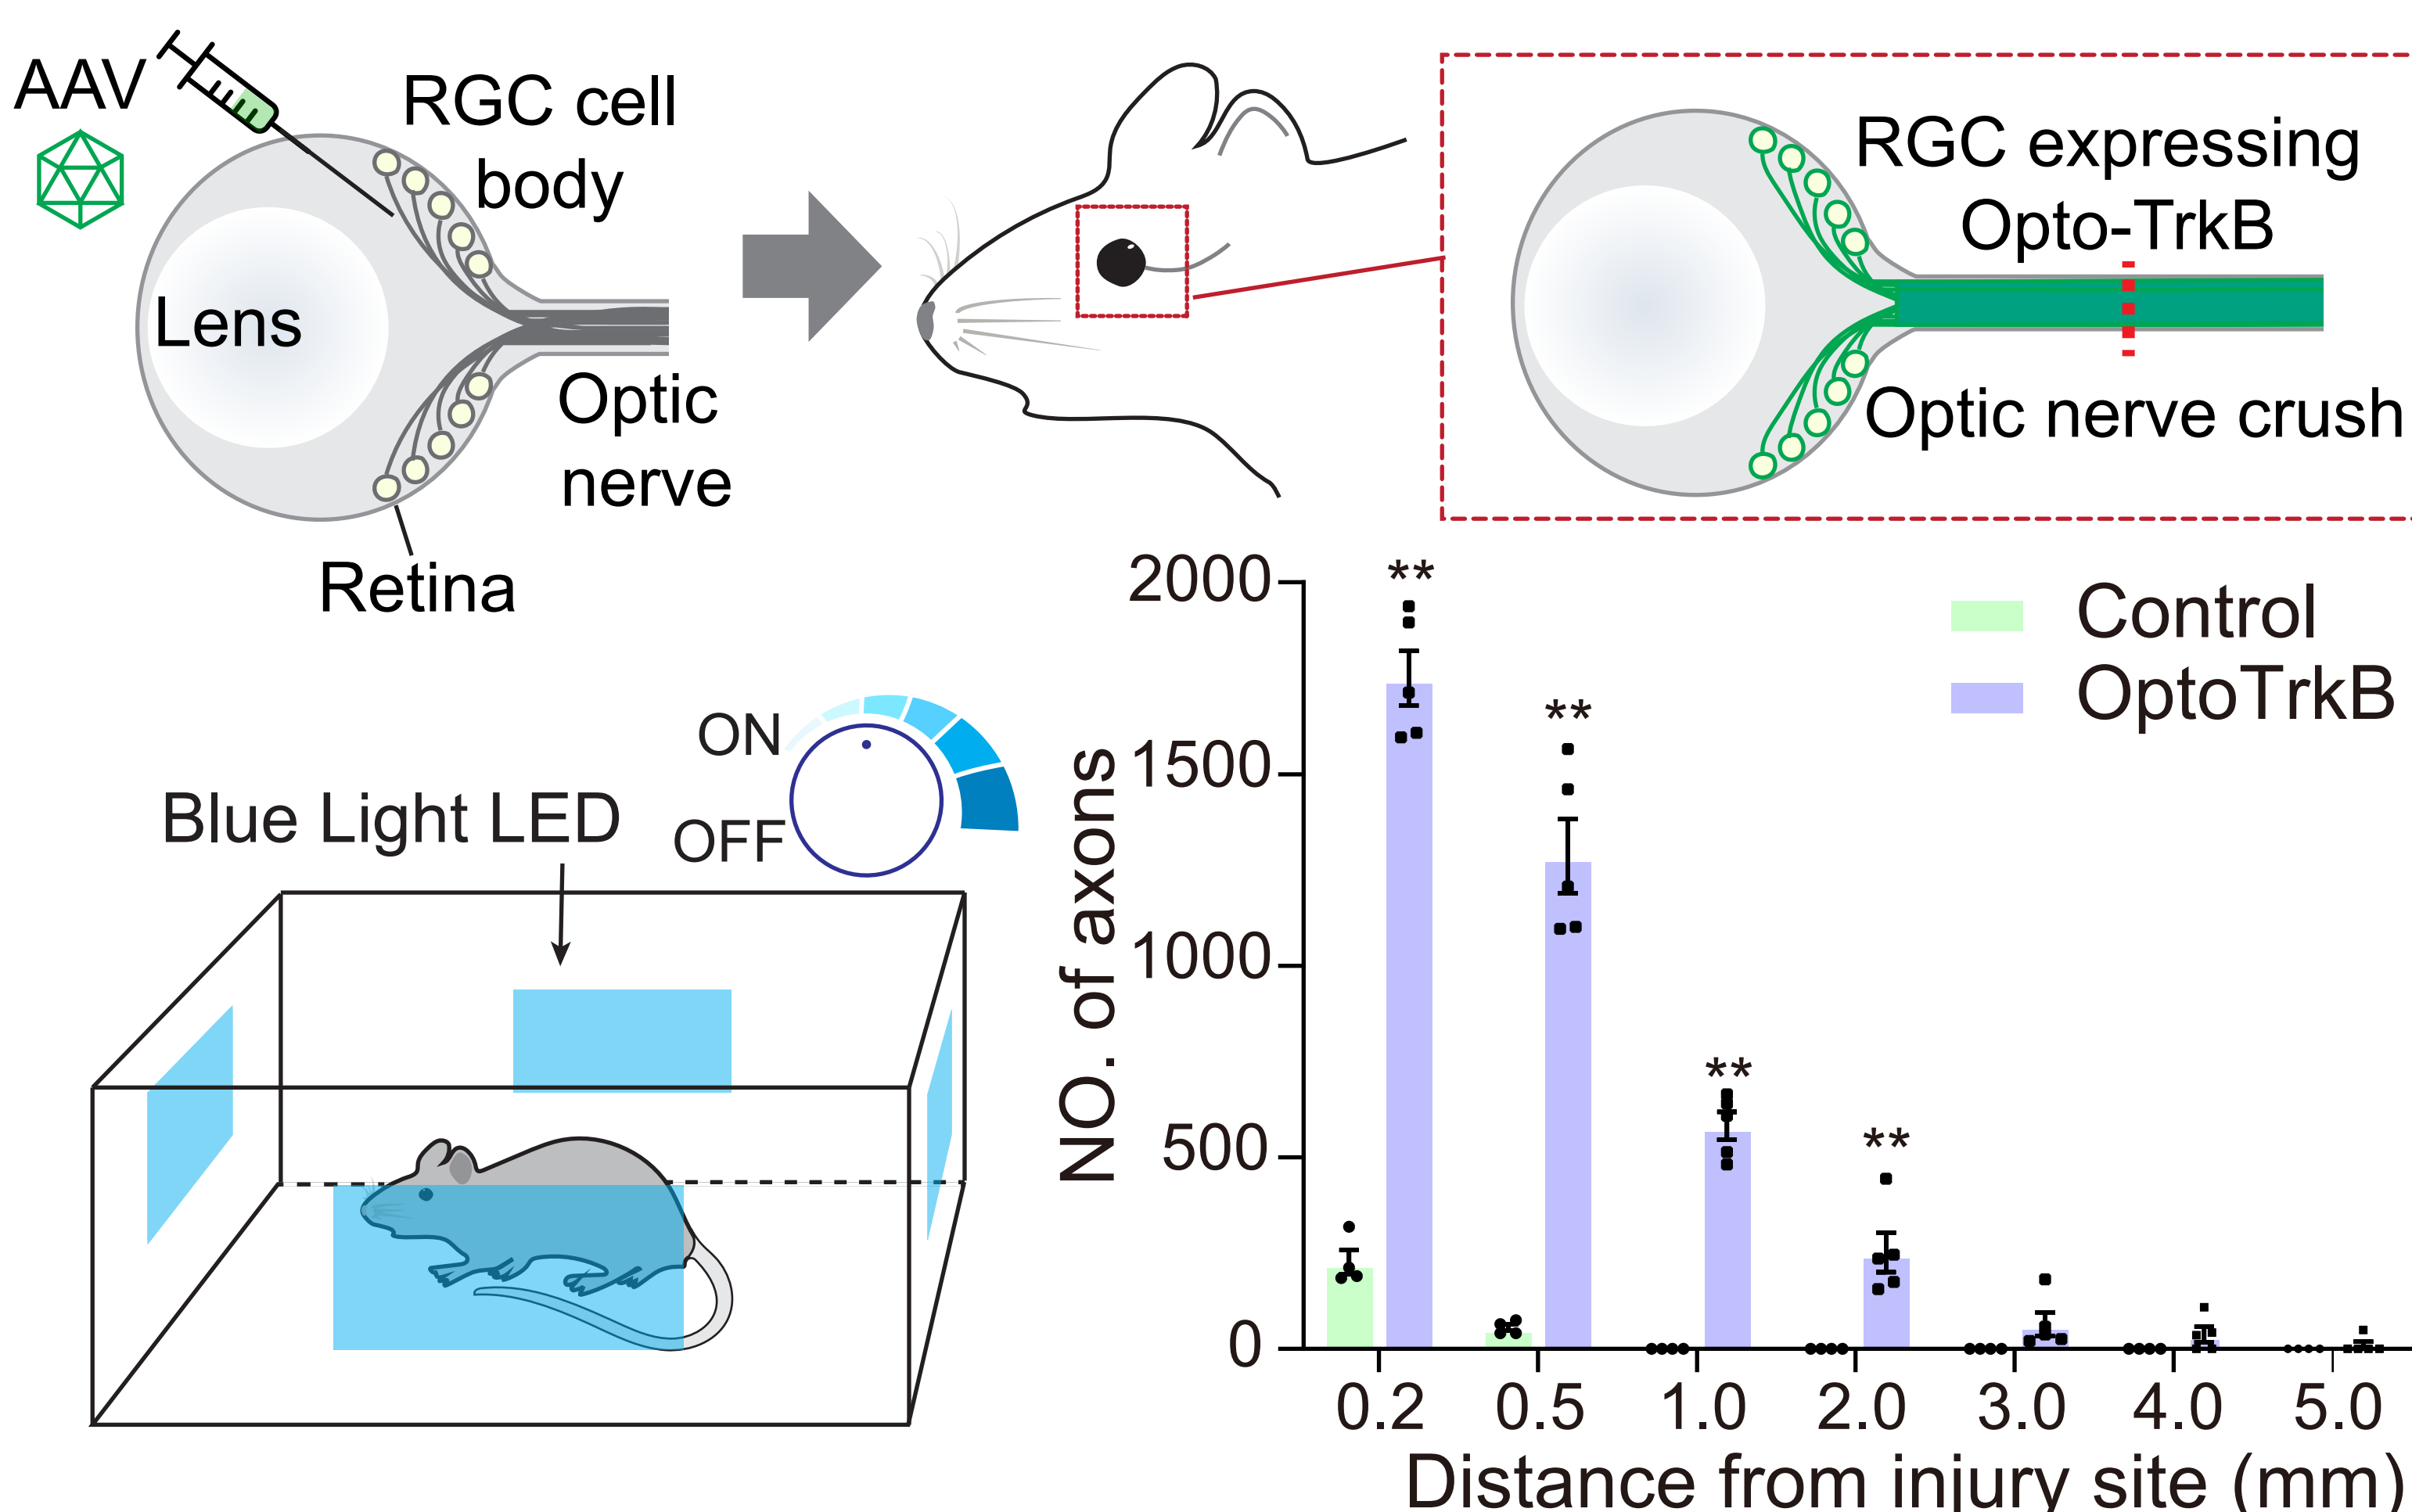 AAV
RGC cell
body
Lens
Optic
nerve
Retina
RGC expressing
Opto-TrkB
Optic nerve crush
ON
OFF
Blue Light LED
NO. of axons
2000
1500
1000
500
0
**
**
**
**
Control
OptoTrkB
0.2 0.5 1.0 2.0 3.0 4.0 5.0
Distance from injury site (mm)